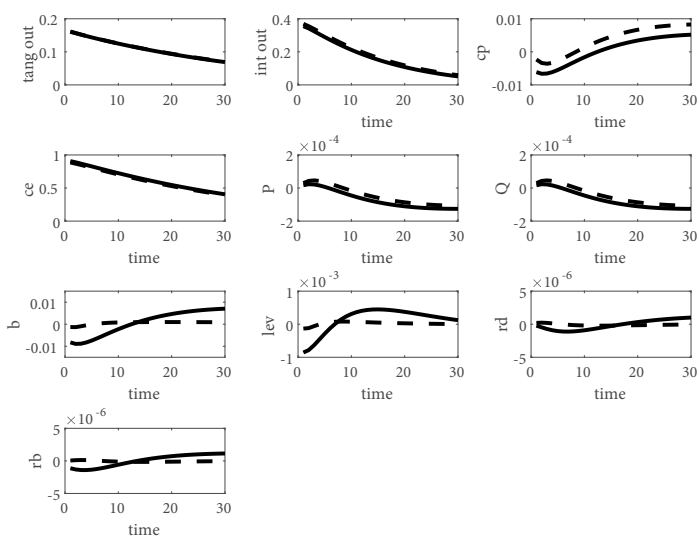 0.2
tang out
0.1
0
0 10 20 30
time
0.4
int out
0.2
0
0 10 20 30
time
0.01
cp
0
-0.01
0 10 20 30
time
1
ce
0.5
0
0 10 20 30
time
×10 -4
2
P
0
-2
0 10 20 30
time
×10 -4
2
Q
0
-2
0 10 20 30
time
0.01
b
0
-0.01
0 10 20 30
time
×10 -3
1
lev
0
-1
0 10 20 30
time
×10 -6
5
rd
0
-5
0 10 20 30
time
×10 -6
5
rb
0
-5
0 10 20 30
time